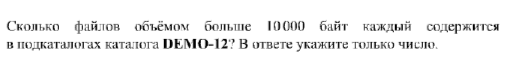 Сколько файлов объёмом больше 10 000 байт каждый содержится
в подкаталогах каталога DEMO-12? В ответе укажите только число.